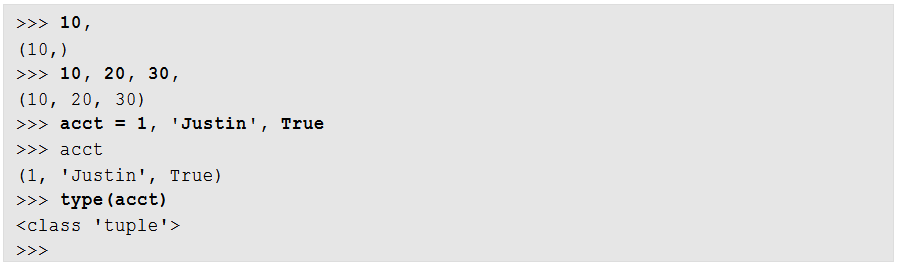 >>> 10,
(10,)
>>> 10, 20, 30,
(10, 20, 30)
>>> acct = 1, 'Justin', True
>>> acct
(1, 'Justin', True)
>>> type(acct)
<class 'tuple'>
>>>